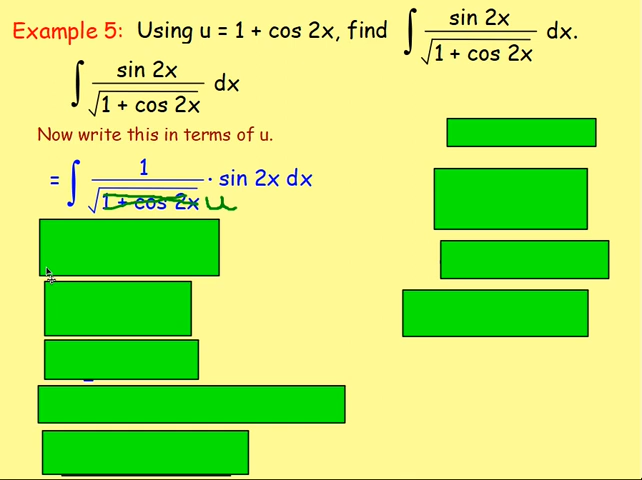 Example 5: Using u = 1 + cos 2x, find ∫ sin 2x / √(1 + cos 2x) dx.
∫ sin 2x / √(1 + cos 2x) dx
Now write this in terms of u.
= ∫ 1 / √(1 + cos 2x) u · sin 2x dx